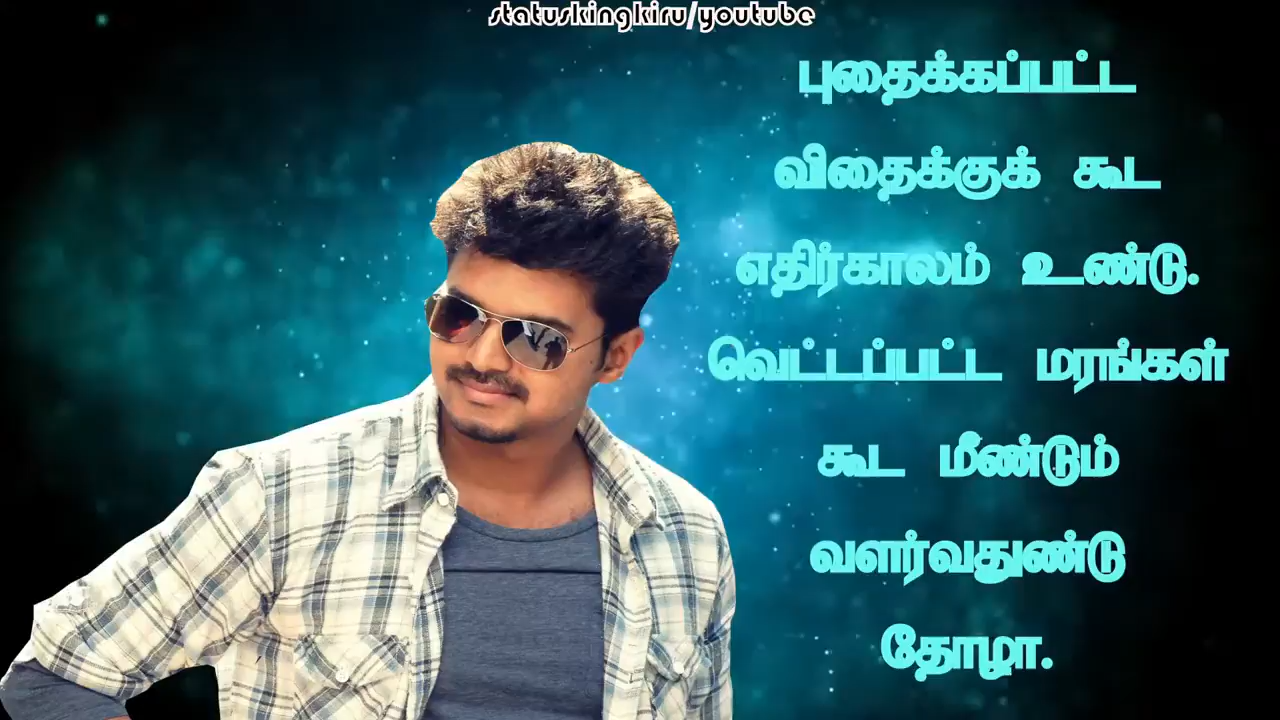 statuskingkiru/youtube
புதைக்கப்பட்ட
விதைக்குக் கூட
எதிர்காலம் உண்டு.
வெட்டப்பட்ட மரங்கள்
கூட மீண்டும்
வளர்வதுண்டு
தோழா.